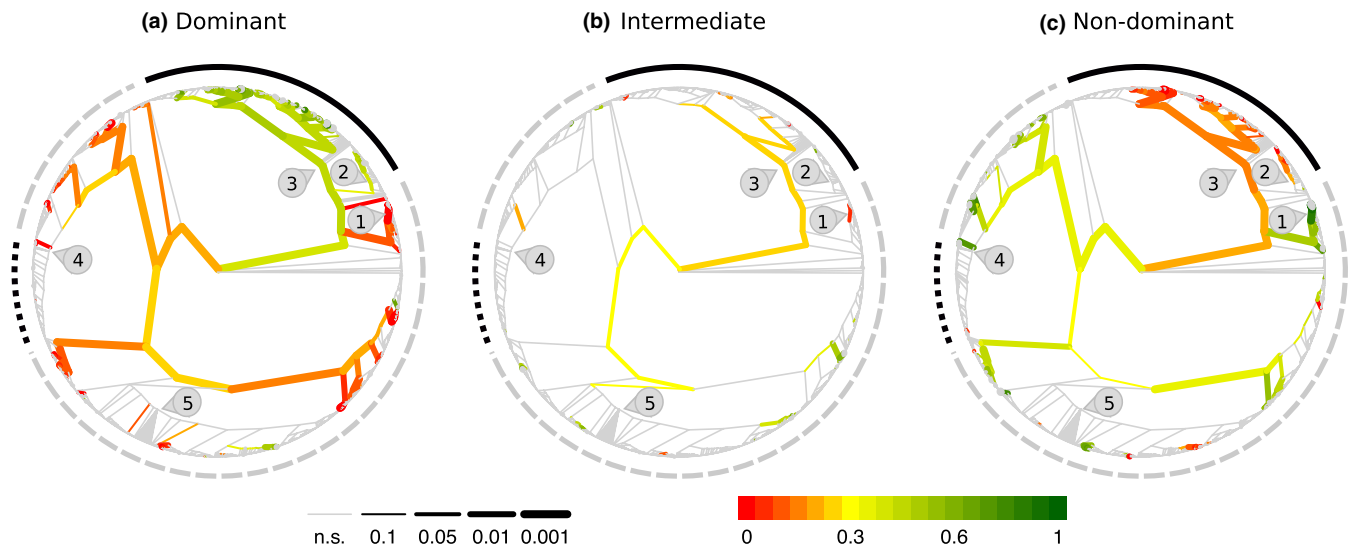 (a) Dominant
(b) Intermediate
(c) Non-dominant
3 2 1 4 5
3 2 1 4 5
3 2 1 4 5
n.s. 0.1 0.05 0.01 0.001
0 0.3 0.6 1